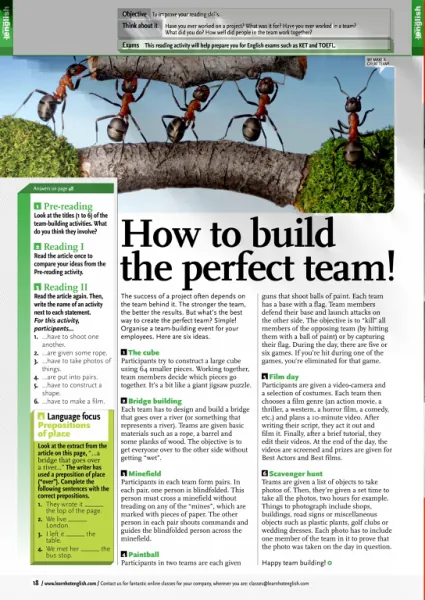 english
english
Objective To improve your reading skills.
Think about it Have you ever worked on a project? What was it for? Have you ever worked in a team?
What did you do? How well did people in the team work together?
Exams This reading activity will help prepare you for English exams such as KET and TOEFL.
WE MAKE A
GREAT TEAM!
Answers on page 48
1 Pre-reading
Look at the titles (1 to 6) of the
team-building activities. What
do you think they involve?
2 Reading I
Read the article once to
compare your ideas from the
Pre-reading activity.
3 Reading II
Read the article again. Then,
write the name of an activity
next to each statement.
For this activity,
participants...
1. ...have to shoot one
another.
2. ...are given some rope.
3. ...have to take photos of
things.
4. ...are put into pairs.
5. ...have to construct a
shape.
6. ...have to make a film.
4 Language focus
Prepositions
of place
Look at the extract from the
article on this page, "...a
bridge that goes over
a river..." The writer has
used a preposition of place
("over"). Complete the
following sentences with the
correct prepositions.
1. They wrote it ______
the top of the page.
2. We live ______
London.
3. I left it ______ the
table.
4. We met her ______ the
bus stop.
How to build
the perfect team!
The success of a project often depends on
the team behind it. The stronger the team,
the better the results. But what's the best
way to create the perfect team? Simple!
Organise a team-building event for your
employees. Here are six ideas.
1 The cube
Participants try to construct a large cube
using 64 smaller pieces. Working together,
team members decide which pieces go
together. It's a bit like a giant jigsaw puzzle.
2 Bridge building
Each team has to design and build a bridge
that goes over a river (or something that
represents a river). Teams are given basic
materials such as a rope, a barrel and
some planks of wood. The objective is to
get everyone over to the other side without
getting "wet".
3 Minefield
Participants in each team form pairs. In
each pair, one person is blindfolded. This
person must cross a minefield without
treading on any of the "mines", which are
marked with pieces of paper. The other
person in each pair shouts commands and
guides the blindfolded person across the
minefield.
4 Paintball
Participants in two teams are each given
guns that shoot balls of paint. Each team
has a base with a flag. Team members
defend their base and launch attacks on
the other side. The objective is to "kill" all
members of the opposing team (by hitting
them with a ball of paint) or by capturing
their flag. During the day, there are five or
six games. If you're hit during one of the
games, you're eliminated for that game.
5 Film day
Participants are given a video-camera and
a selection of costumes. Each team then
chooses a film genre (an action movie, a
thriller, a western, a horror film, a comedy,
etc.) and plans a 10-minute video. After
writing their script, they act it out and
film it. Finally, after a brief tutorial, they
edit their videos. At the end of the day, the
videos are screened and prizes are given for
Best Actors and Best films.
6 Scavenger hunt
Teams are given a list of objects to take
photos of. Then, they're given a set time to
take all the photos, two hours for example.
Things to photograph include shops,
buildings, road signs or miscellaneous
objects such as plastic plants, golf clubs or
wedding dresses. Each photo has to include
one member of the team in it to prove that
the photo was taken on the day in question.
Happy team building!
18 / www.learnhotenglish.com / Contact us for fantastic online classes for your company, wherever you are: classes@learnhotenglish.com